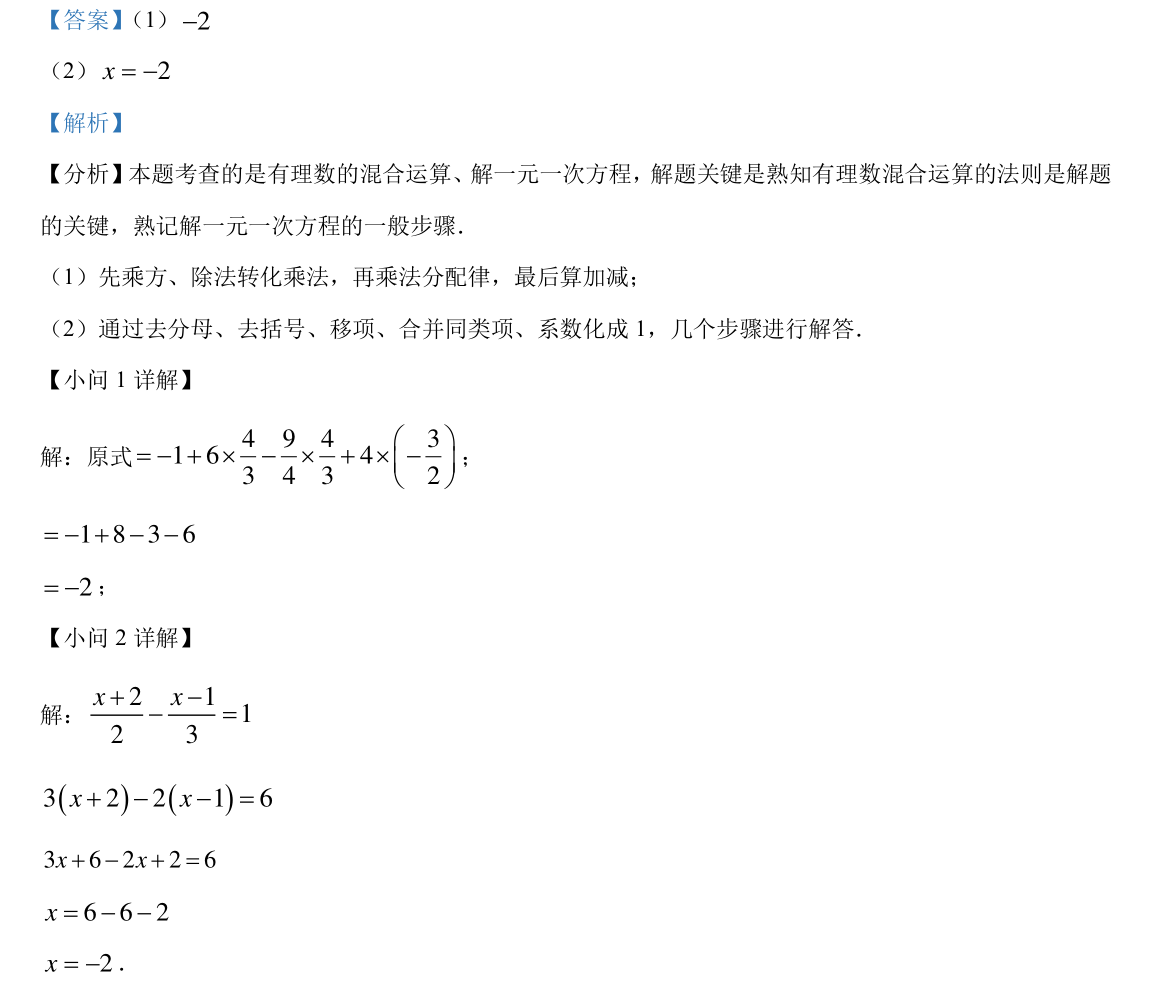 【答案】（1）−2
（2）x = −2
【解析】
【分析】本题考查的是有理数的混合运算、解一元一次方程，解题关键是熟知有理数混合运算的法则是解题
的关键，熟记解一元一次方程的一般步骤．
（1）先乘方、除法转化乘法，再乘法分配律，最后算加减；
（2）通过去分母、去括号、移项、合并同类项、系数化成 1，几个步骤进行解答．
【小问 1 详解】
解：原式 = −1 + 6 × 4/3 − 9/4 × 4/3 + 4 × (−3/2)；
= −1 + 8 − 3 − 6
= −2；
【小问 2 详解】
解：(x + 2)/2 − (x − 1)/3 = 1
3(x + 2) − 2(x − 1) = 6
3x + 6 − 2x + 2 = 6
x = 6 − 6 − 2
x = −2．